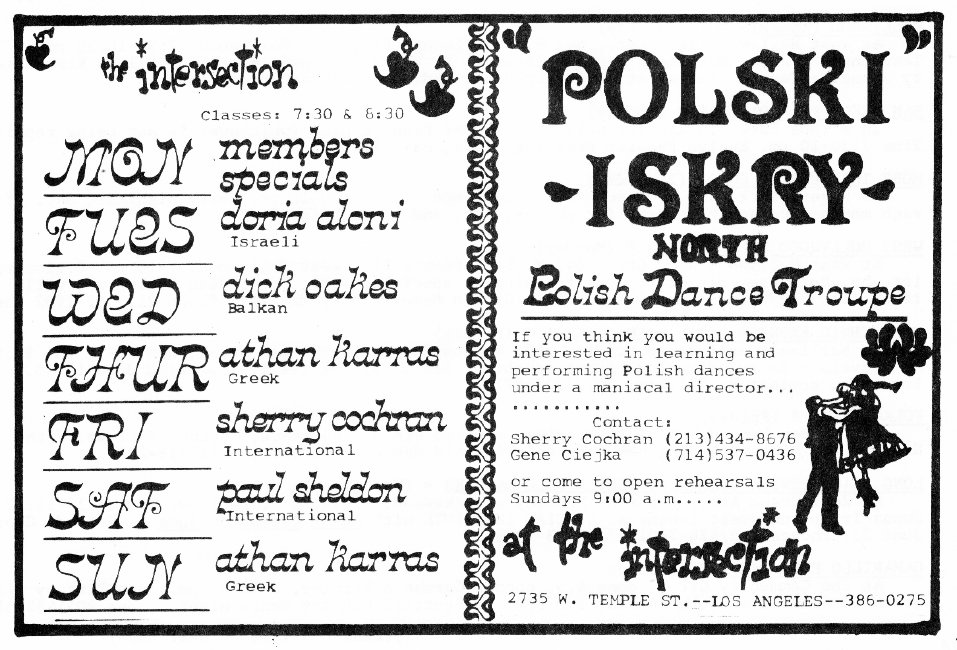 the intersection
Classes: 7:30 & 8:30
MON members
specials
TUES doria aloni
Israeli
WED dick oakes
Balkan
THUR athan karras
Greek
FRI sherry cochran
International
SAT paul sheldon
International
SUN athan karras
Greek
"POLSKI
-ISKRY-
NORTH
Polish Dance Troupe
If you think you would be
interested in learning and
performing Polish dances
under a maniacal director...
...........
Contact:
Sherry Cochran (213)434-8676
Gene Ciejka (714)537-0436
or come to open rehearsals
Sundays 9:00 a.m.....
at the intersection
2735 W. TEMPLE ST.--LOS ANGELES--386-0275